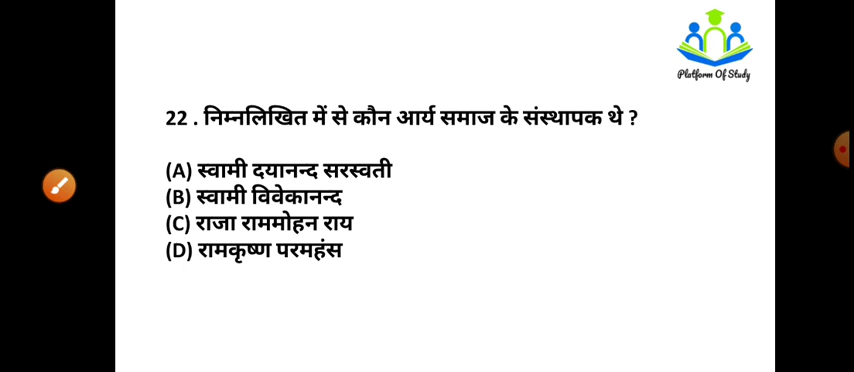 Platform Of Study
22 . निम्नलिखित में से कौन आर्य समाज के संस्थापक थे ?
(A) स्वामी दयानन्द सरस्वती
(B) स्वामी विवेकानन्द
(C) राजा राममोहन राय
(D) रामकृष्ण परमहंस